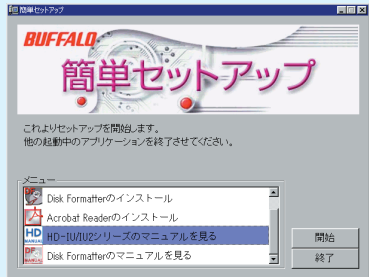 簡単セットアップ
BUFFALO
簡単セットアップ
これよりセットアップを開始します。
他の起動中のアプリケーションを終了させてください。
メニュー
Disk Formatterのインストール
Acrobat Readerのインストール
HD-IU/IU2シリーズのマニュアルを見る
Disk Formatterのマニュアルを見る
開始
終了